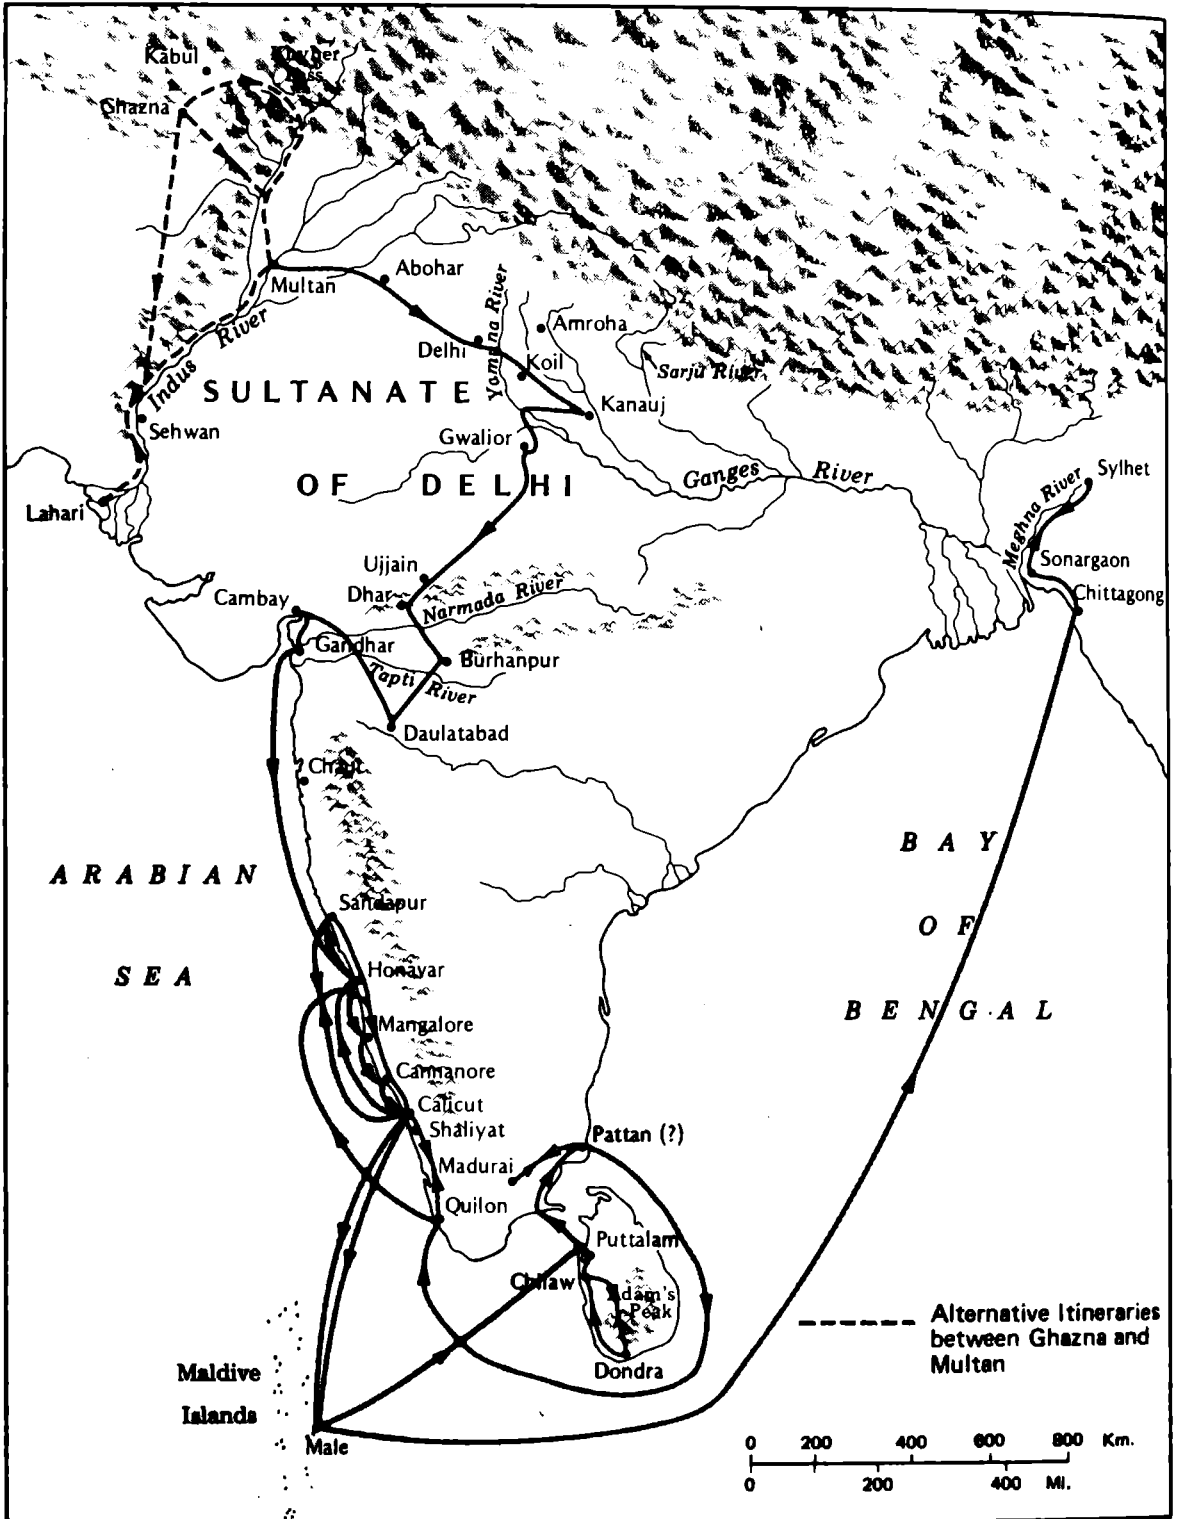 Kabul
Khyber
Pass
Ghazna
Abohar
Multan
Yamuna River
Amroha
Indus River
Delhi
Koil
Sarju River
SULTANATE
Kanauj
Sehwan
Gwalior
OF DELHI
Ganges River
Sylhet
Lahari
Meghna River
Sonargaon
Ujjain
Dhar
Narmada River
Chittagong
Cambay
Gandhar
Burhanpur
Tapti River
Daulatabad
Chaul
BAY
ARABIAN
Sandapur
OF
SEA
Honavar
BENGAL
Mangalore
Cannanore
Calicut
Shaliyat
Pattan (?)
Madurai
Quilon
Puttalam
Chilaw
Adam's
Peak
Alternative Itineraries
between Ghazna and
Multan
Dondra
Maldive
Islands
Male
0 200 400 600 800 Km.
0 200 400 MI.